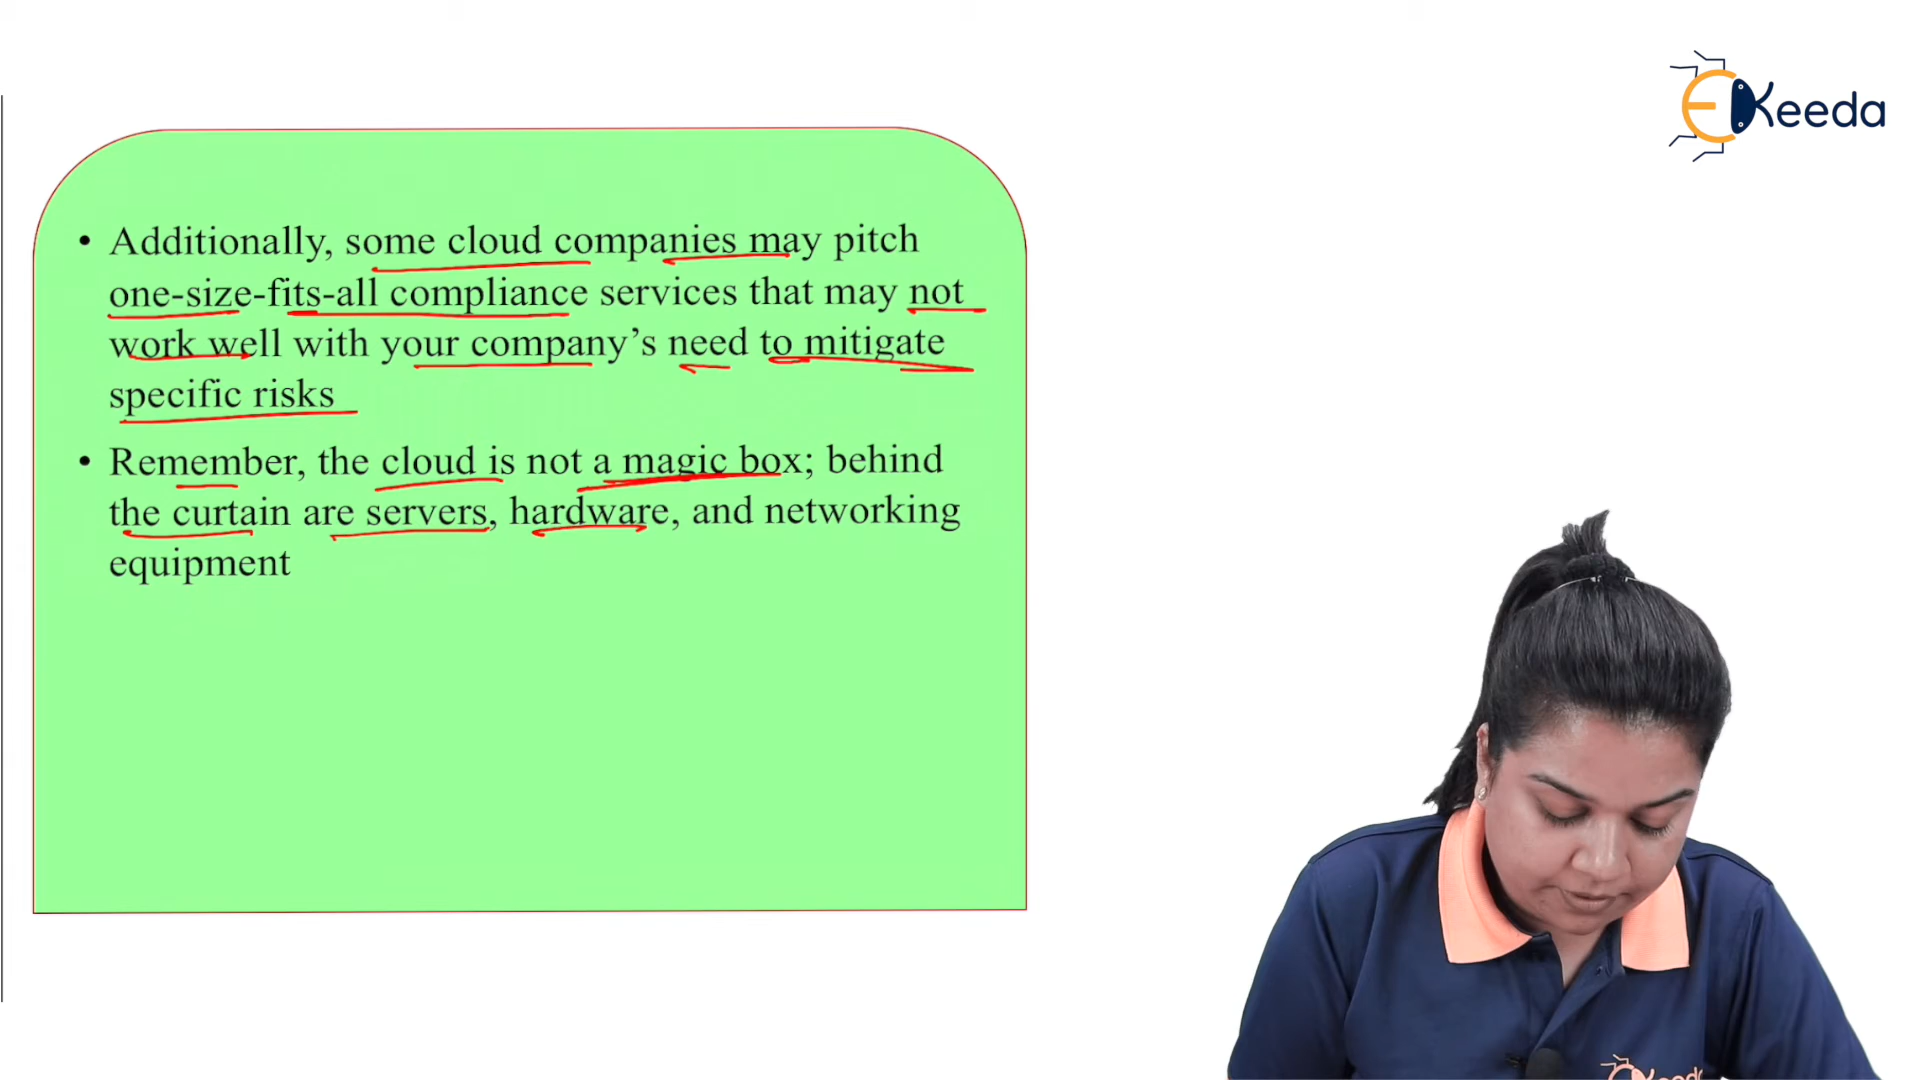 Keeda
• Additionally, some cloud companies may pitch
one-size-fits-all compliance services that may not
work well with your company’s need to mitigate
specific risks
• Remember, the cloud is not a magic box; behind
the curtain are servers, hardware, and networking
equipment